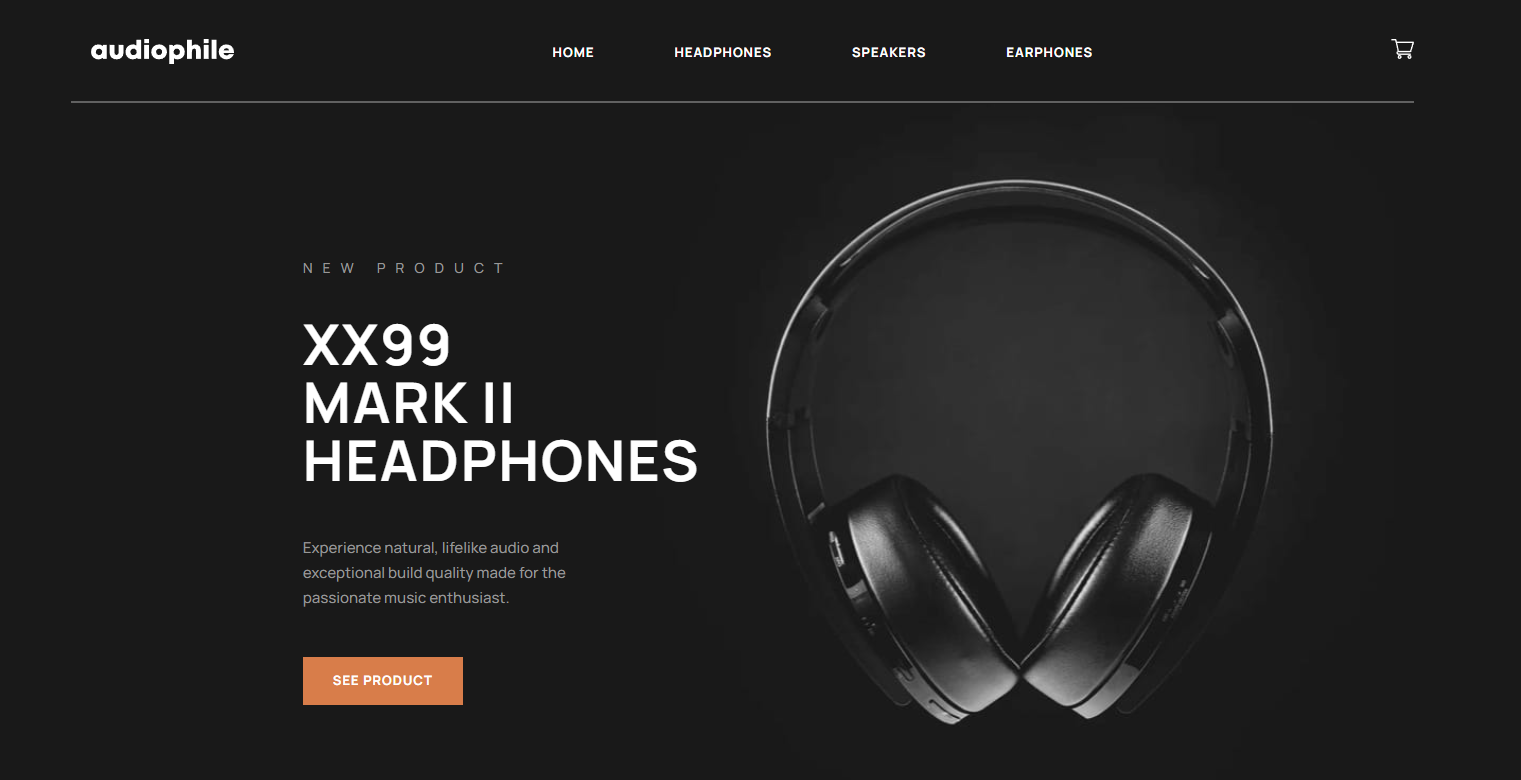 audiophile
HOME HEADPHONES SPEAKERS EARPHONES
NEW PRODUCT
XX99
MARK II
HEADPHONES
Experience natural, lifelike audio and
exceptional build quality made for the
passionate music enthusiast.
SEE PRODUCT